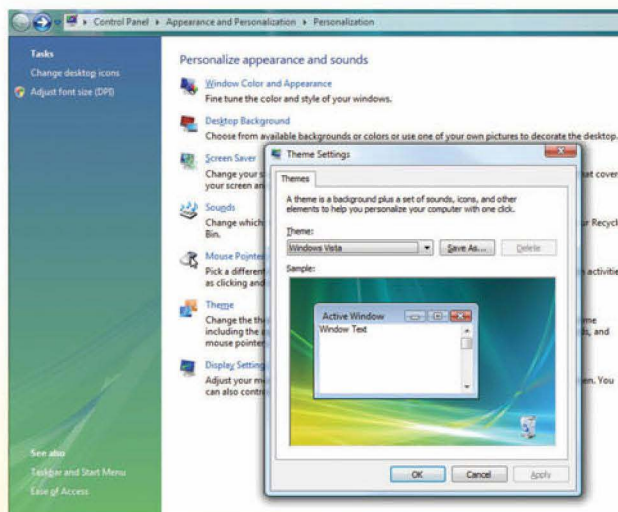 Control Panel ▸ Appearance and Personalization ▸ Personalization
Tasks
Change desktop icons
Adjust font size (DPI)
Personalize appearance and sounds
Window Color and Appearance
Fine tune the color and style of your windows.
Desktop Background
Choose from available backgrounds or colors or use one of your own pictures to decorate the desktop.
Screen Saver
Change your s
hat cover
your screen an
Sounds
Change which
ur Recycl
Bin.
Mouse Pointe
Pick a different
n activitie
as clicking and
Theme
Change the the
me
including the
ds, and
mouse pointer
Display Setting
Adjust your m
en. You
can also contr
See also
Taskbar and Start Menu
Ease of Access
Theme Settings
Themes
A theme is a background plus a set of sounds, icons, and other
elements to help you personalize your computer with one click.
Theme:
Windows Vista
Save As...
Delete
Sample:
Active Window
Window Text
OK
Cancel
Apply